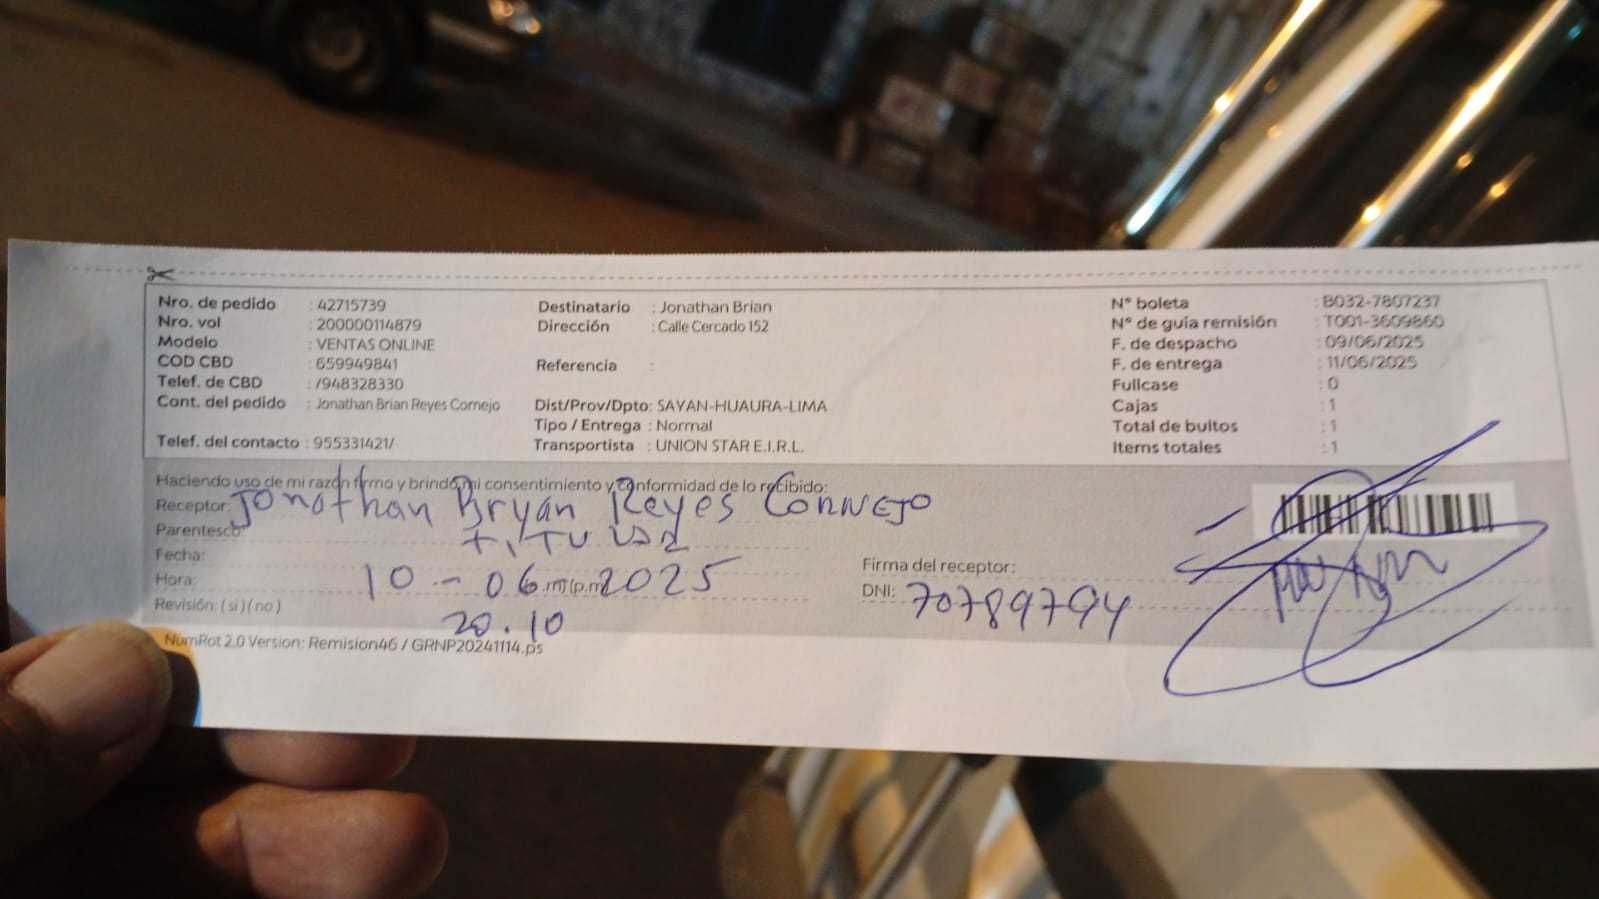 Nro. de pedido : 42715739
Nro. vol : 200000114879
Modelo : VENTAS ONLINE
COD CBD : 659949841
Telef. de CBD : /948328330
Cont. del pedido : Jonathan Brian Reyes Cornejo
Telef. del contacto : 955331421/
Destinatario : Jonathan Brian
Dirección : Calle Cercado 152
Referencia :
Dist/Prov/Dpto: SAYAN-HUAURA-LIMA
Tipo / Entrega : Normal
Transportista : UNION STAR E.I.R.L.
N° boleta : B032-7807237
N° de guia remisión : T001-3609860
F. de despacho : 09/06/2025
F. de entrega : 11/06/2025
Fullcase : 0
Cajas : 1
Total de bultos : 1
Items totales : 1
Haciendo uso de mi razón firmo y brindo mi consentimiento y conformidad de lo recibido:
Receptor: Jonathan Bryan Reyes Cornejo
Parentesco:
Fecha: 10-06 2025
Hora: .m)(p.m
Revisión: (si)(no) 20.10
Firma del receptor:
DNI: 70789794
NumRot 2.0 Version: Remision46 / GRNP20241114.ps